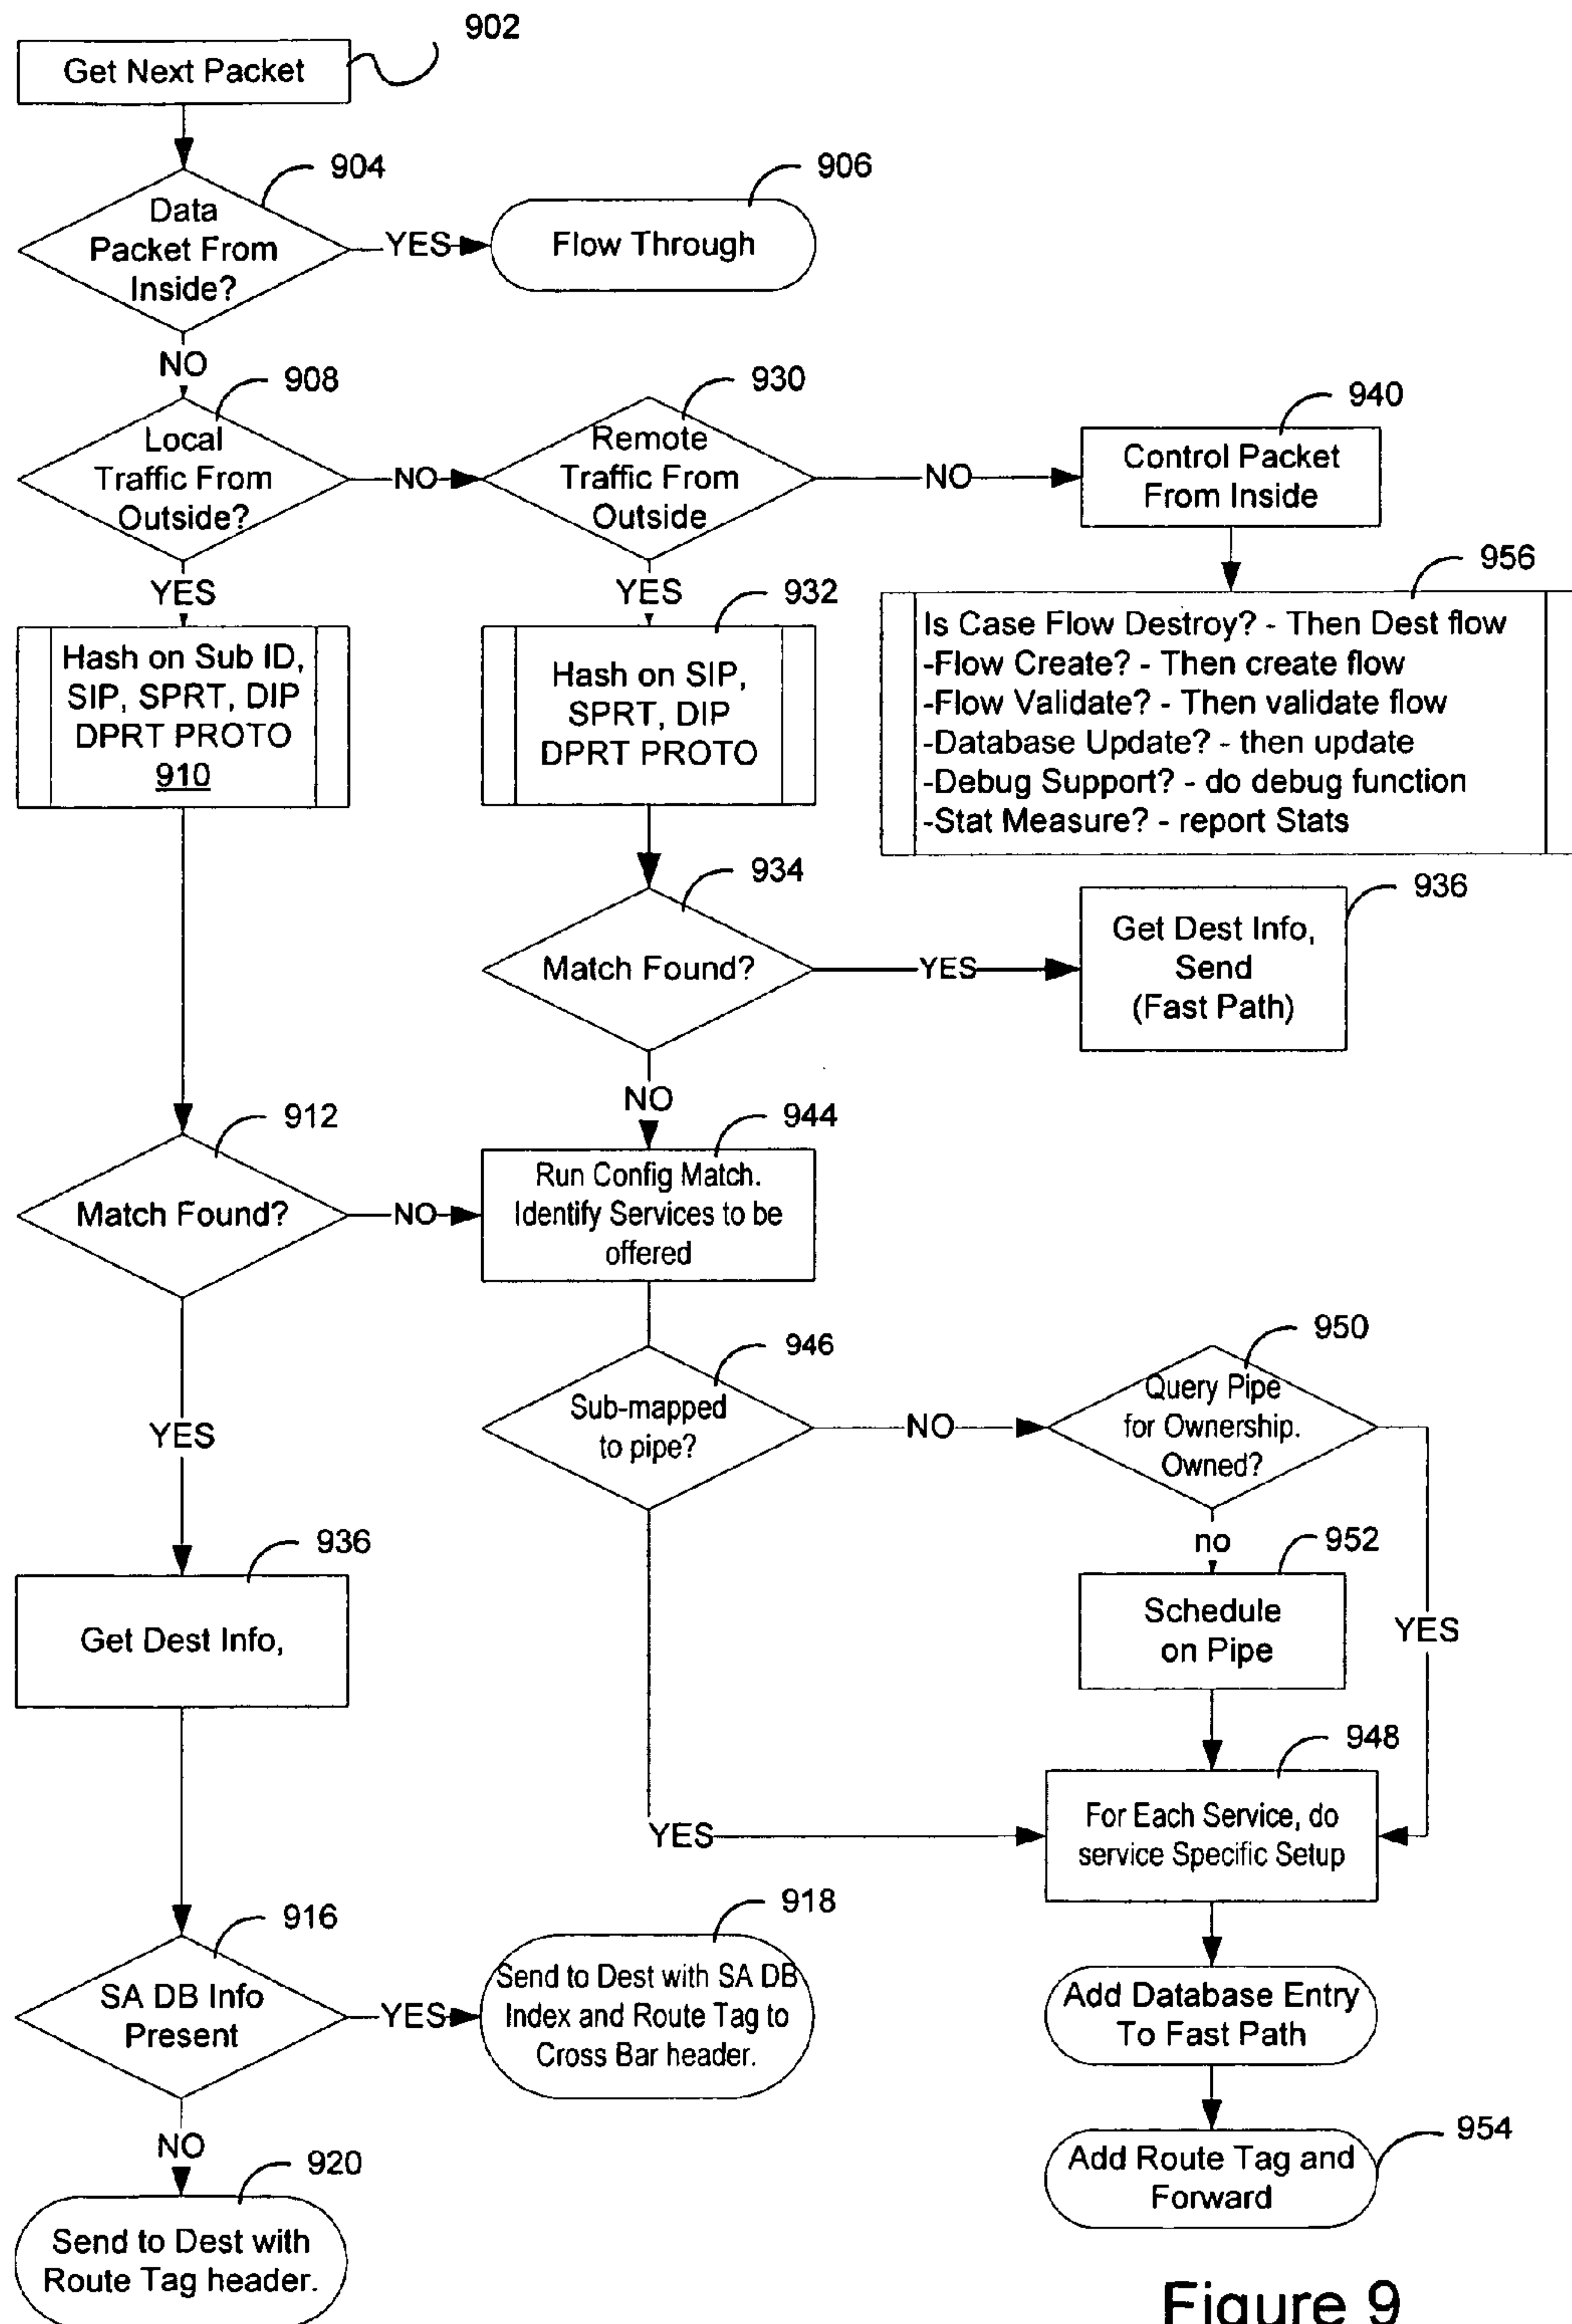 902
Get Next Packet
904
906
Data
Packet From
Inside?
YES
Flow Through
NO
908
930
940
Local
Traffic From
Outside?
NO
Remote
Traffic From
Outside
NO
Control Packet
From Inside
YES
YES
932
956
Hash on Sub ID,
SIP, SPRT, DIP
DPRT PROTO
910
Hash on SIP,
SPRT, DIP
DPRT PROTO
Is Case Flow Destroy? - Then Dest flow
-Flow Create? - Then create flow
-Flow Validate? - Then validate flow
-Database Update? - then update
-Debug Support? - do debug function
-Stat Measure? - report Stats
934
936
Match Found?
YES
Get Dest Info,
Send
(Fast Path)
NO
912
944
Match Found?
NO
Run Config Match.
Identify Services to be
offered
946
950
YES
Sub-mapped
to pipe?
NO
Query Pipe
for Ownership.
Owned?
no
952
936
Get Dest Info,
Schedule
on Pipe
YES
948
YES
For Each Service, do
service Specific Setup
916
918
SA DB Info
Present
YES
Send to Dest with SA DB
Index and Route Tag to
Cross Bar header.
Add Database Entry
To Fast Path
NO
954
920
Add Route Tag and
Forward
Send to Dest with
Route Tag header.
Figure 9